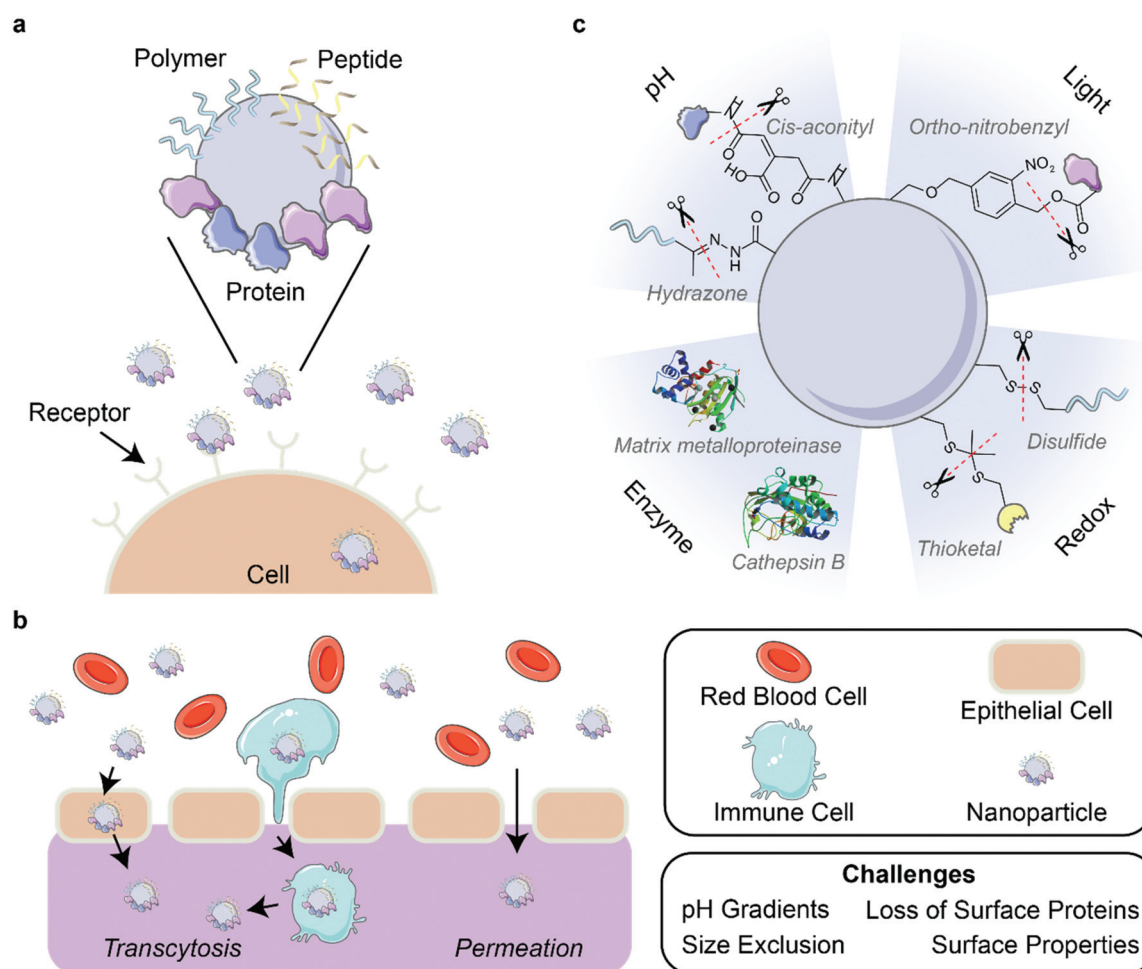 a
Polymer
Peptide
Protein
Receptor
Cell
b
Transcytosis
Permeation
c
pH
Light
Cis-aconityl
Ortho-nitrobenzyl
N
H
O
O
HO
O
N
H
O
NO₂
O
O
O
N
N
H
Hydrazone
S
S
Disulfide
S
S
Thioketal
Redox
Matrix metalloproteinase
Enzyme
Cathepsin B
Red Blood Cell
Epithelial Cell
Immune Cell
Nanoparticle
Challenges
pH Gradients
Loss of Surface Proteins
Size Exclusion
Surface Properties